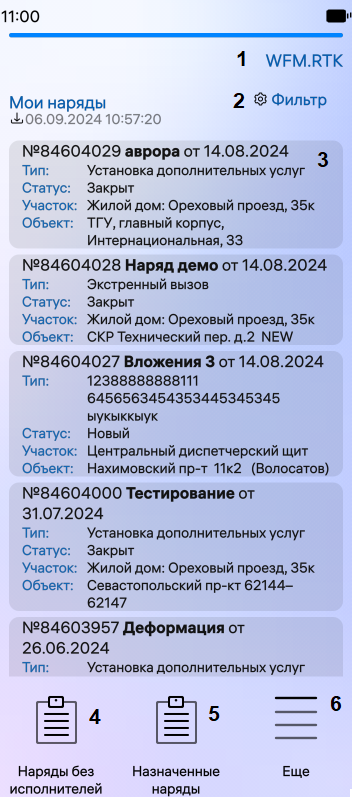 11:00
1 WFM.RTK
Мои наряды 2 Фильтр
06.09.2024 10:57:20
№84604029 аврора от 14.08.2024 3
Тип: Установка дополнительных услуг
Статус: Закрыт
Участок: Жилой дом: Ореховый проезд, 35к
Объект: ТГУ, главный корпус,
Интернациональная, 33
№84604028 Наряд демо от 14.08.2024
Тип: Экстренный вызов
Статус: Закрыт
Участок: Жилой дом: Ореховый проезд, 35к
Объект: СКР Технический пер. д.2 NEW
№84604027 Вложения 3 от 14.08.2024
Тип: 12388888888111
6456563454353445345345
ыукыккыук
Статус: Новый
Участок: Центральный диспетчерский щит
Объект: Нахимовский пр-т 11к2 (Волосатов)
№84604000 Тестирование от
31.07.2024
Тип: Установка дополнительных услуг
Статус: Закрыт
Участок: Жилой дом: Ореховый проезд, 35к
Объект: Севастопольский пр-кт 62144–
62147
№84603957 Деформация от
26.06.2024
Тип: Установка дополнительных услуг
4 5 6
Наряды без исполнителей
Назначенные наряды
Еще